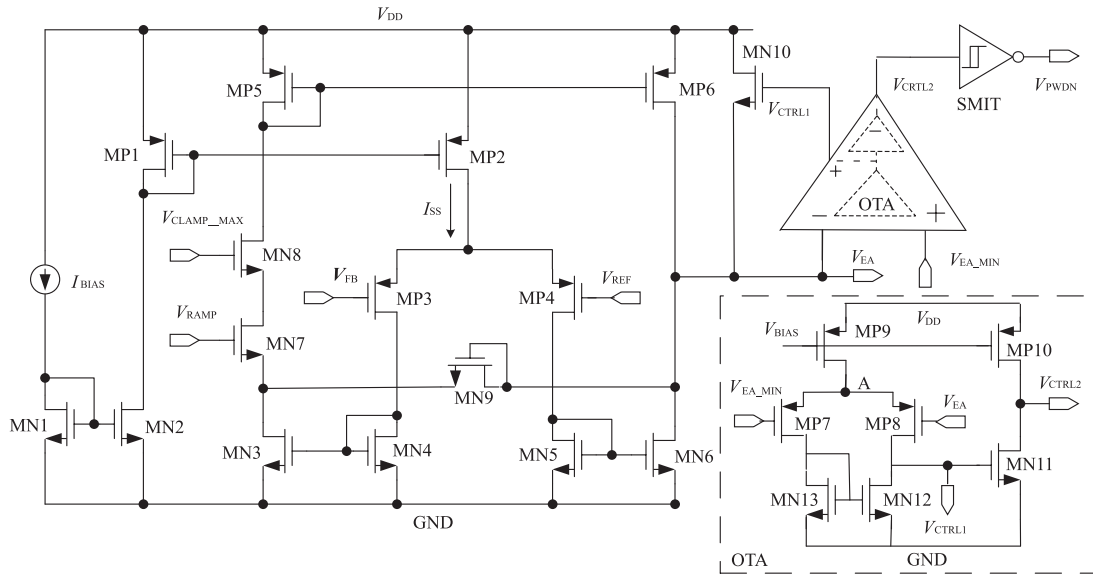 VDD
MN10
MP5
MP6
VCTRL1
VCRTL2
SMIT
VPWDN
MP1
MP2
ISS
OTA
VCLAMP_MAX
MN8
IBIAS
VRAMP
MN7
VFB
MP3
MP4
VREF
VEA
VEA_MIN
MN9
MN1
MN2
MN3
MN4
MN5
MN6
GND
VBIAS
MP9
VDD
MP10
A
VCTRL2
VEA_MIN
MP7
MP8
VEA
MN11
MN13
MN12
VCTRL1
OTA
GND